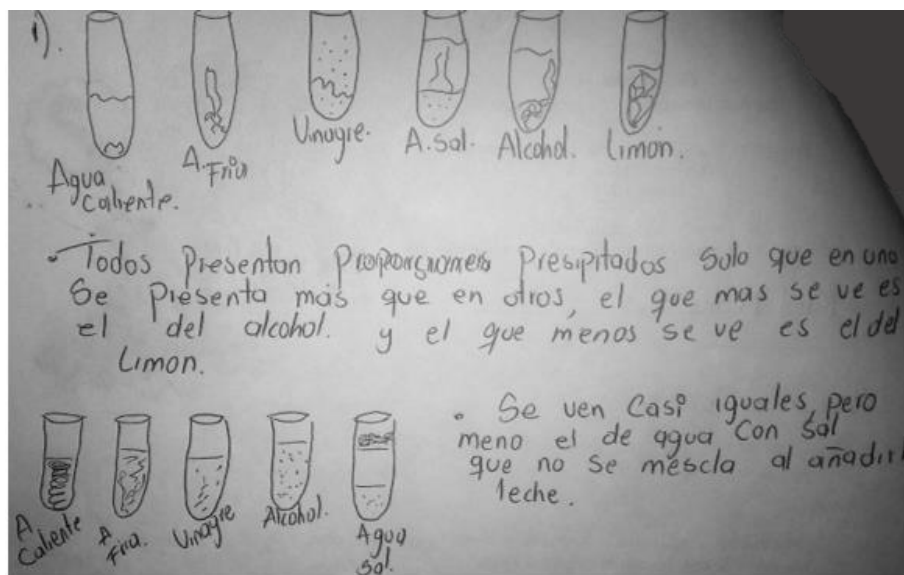 1).
Agua
Caliente.
A.
Fria
Vinagre.
A. Sal.
Alcohol.
Limon.
Todos Presentan Presipitados Solo que en uno
Se Presenta más que en otros, el que mas se ve es
el del alcohol. y el que menos se ve es el del
Limon.
A
Caliente
A
Fria.
Vinagre
Alcohol.
Agua
Sal.
• Se ven Casi iguales, pero
meno el de agua Con Sal
que no se mescla al añadir
leche.